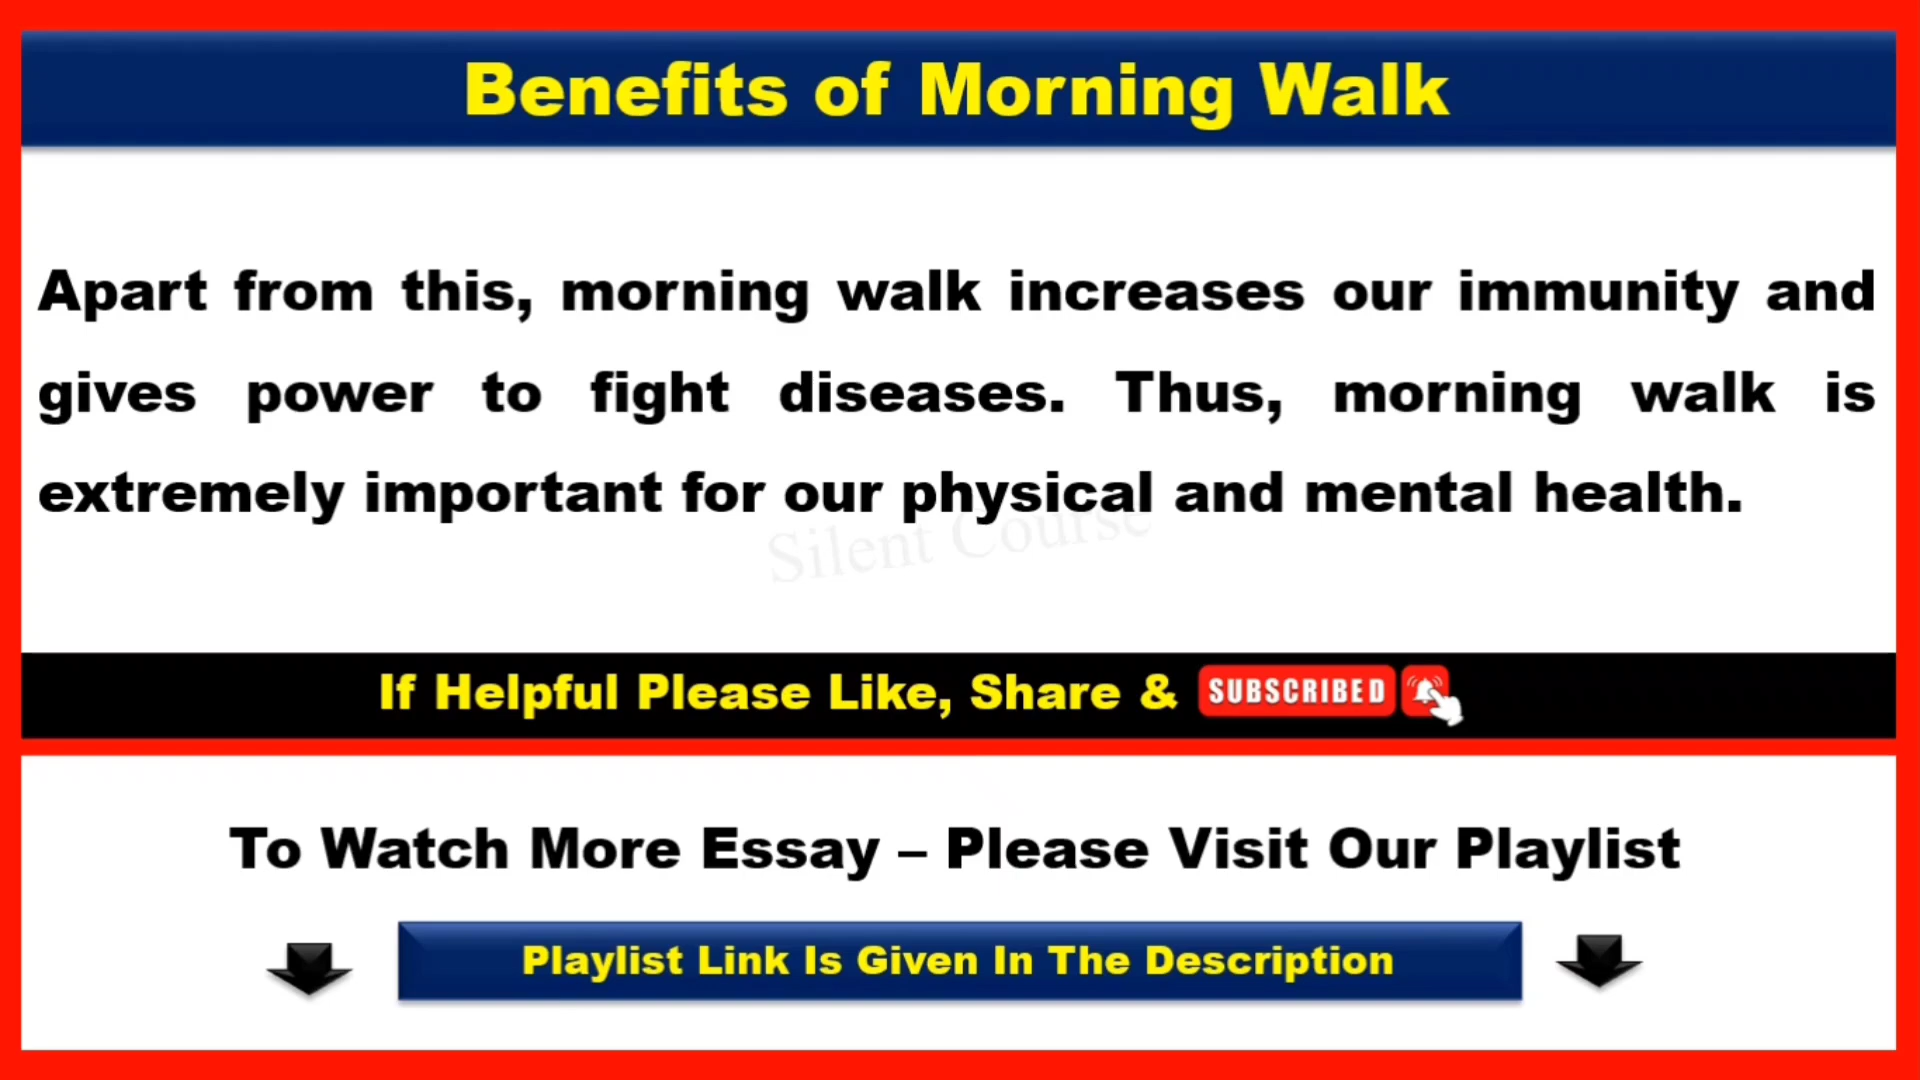 Benefits of Morning Walk
Apart from this, morning walk increases our immunity and
gives power to fight diseases. Thus, morning walk is
extremely important for our physical and mental health.
Silent Course
If Helpful Please Like, Share & SUBSCRIBED
To Watch More Essay – Please Visit Our Playlist
Playlist Link Is Given In The Description